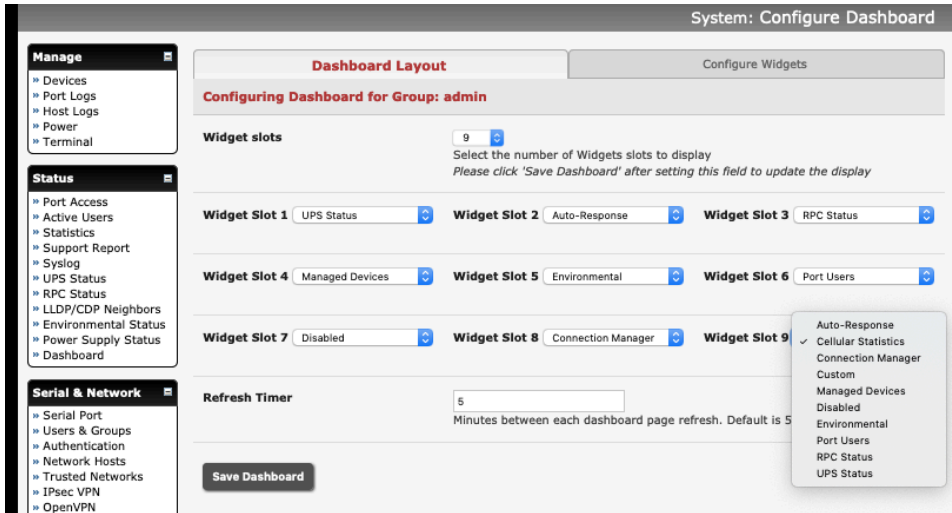 System: Configure Dashboard
Manage
» Devices
» Port Logs
» Host Logs
» Power
» Terminal
Status
» Port Access
» Active Users
» Statistics
» Support Report
» Syslog
» UPS Status
» RPC Status
» LLDP/CDP Neighbors
» Environmental Status
» Power Supply Status
» Dashboard
Serial & Network
» Serial Port
» Users & Groups
» Authentication
» Network Hosts
» Trusted Networks
» IPsec VPN
» OpenVPN
Dashboard Layout
Configure Widgets
Configuring Dashboard for Group: admin
Widget slots
9
Select the number of Widgets slots to display
Please click 'Save Dashboard' after setting this field to update the display
Widget Slot 1 UPS Status
Widget Slot 2 Auto-Response
Widget Slot 3 RPC Status
Widget Slot 4 Managed Devices
Widget Slot 5 Environmental
Widget Slot 6 Port Users
Widget Slot 7 Disabled
Widget Slot 8 Connection Manager
Widget Slot 9
Auto-Response
✓ Cellular Statistics
Connection Manager
Custom
Managed Devices
Disabled
Environmental
Port Users
RPC Status
UPS Status
Refresh Timer
5
Minutes between each dashboard page refresh. Default is 5
Save Dashboard